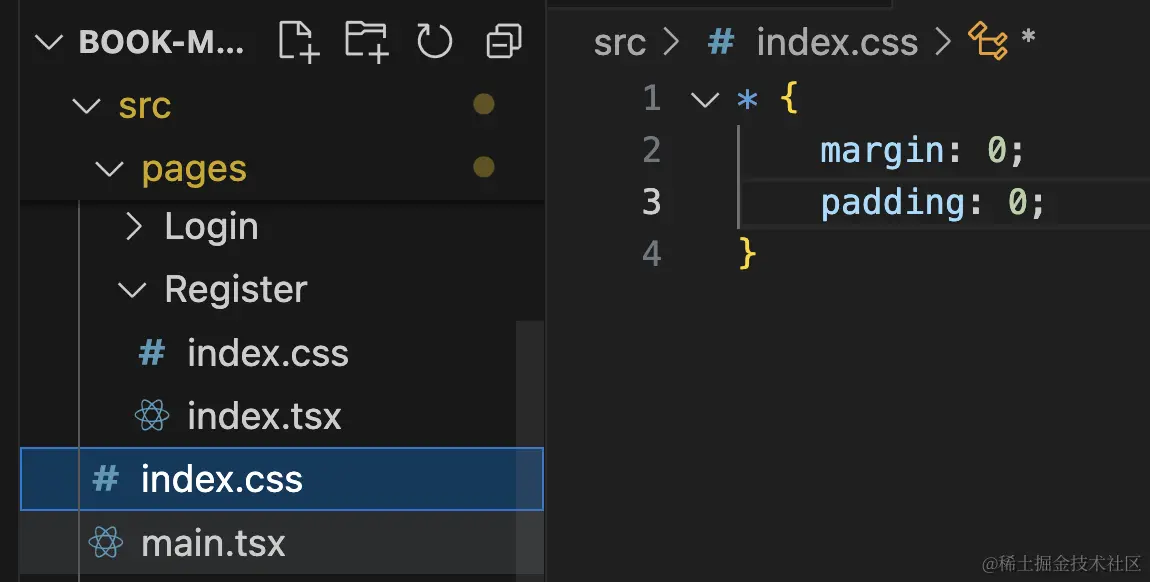 BOOK-M...
src
pages
Login
Register
# index.css
index.tsx
# index.css
main.tsx
src > # index.css > *
1 * {
2 margin: 0;
3 padding: 0;
4 }
@稀土掘金技术社区